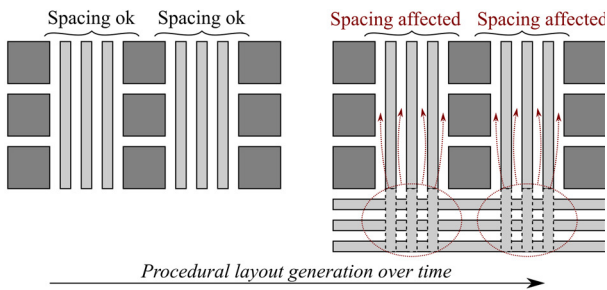 Spacing ok
Spacing ok
Spacing affected
Spacing affected
Procedural layout generation over time